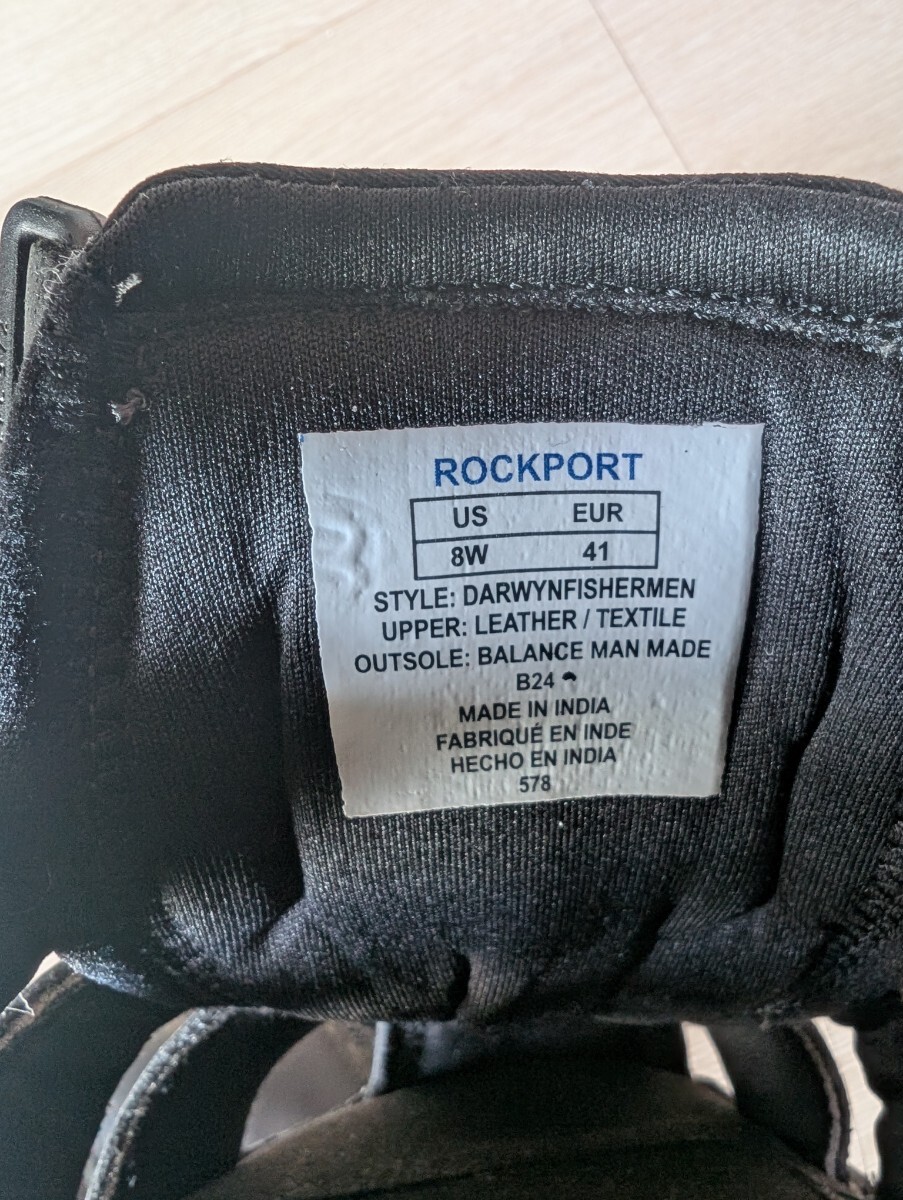 ROCKPORT
US EUR
8W 41
STYLE: DARWYNFISHERMEN
UPPER: LEATHER / TEXTILE
OUTSOLE: BALANCE MAN MADE
B24
MADE IN INDIA
FABRIQUÉ EN INDE
HECHO EN INDIA
578